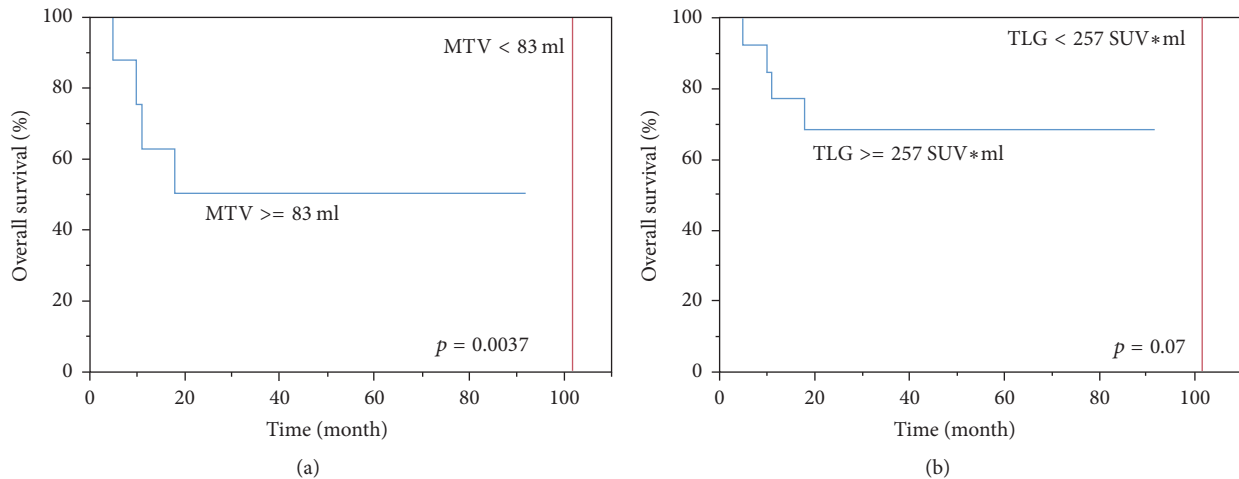 100
80
60
40
20
0
Overall survival (%)
MTV < 83 ml
MTV >= 83 ml
p = 0.0037
0 20 40 60 80 100
Time (month)
(a)
100
80
60
40
20
0
Overall survival (%)
TLG < 257 SUV∗ml
TLG >= 257 SUV∗ml
p = 0.07
0 20 40 60 80 100
Time (month)
(b)